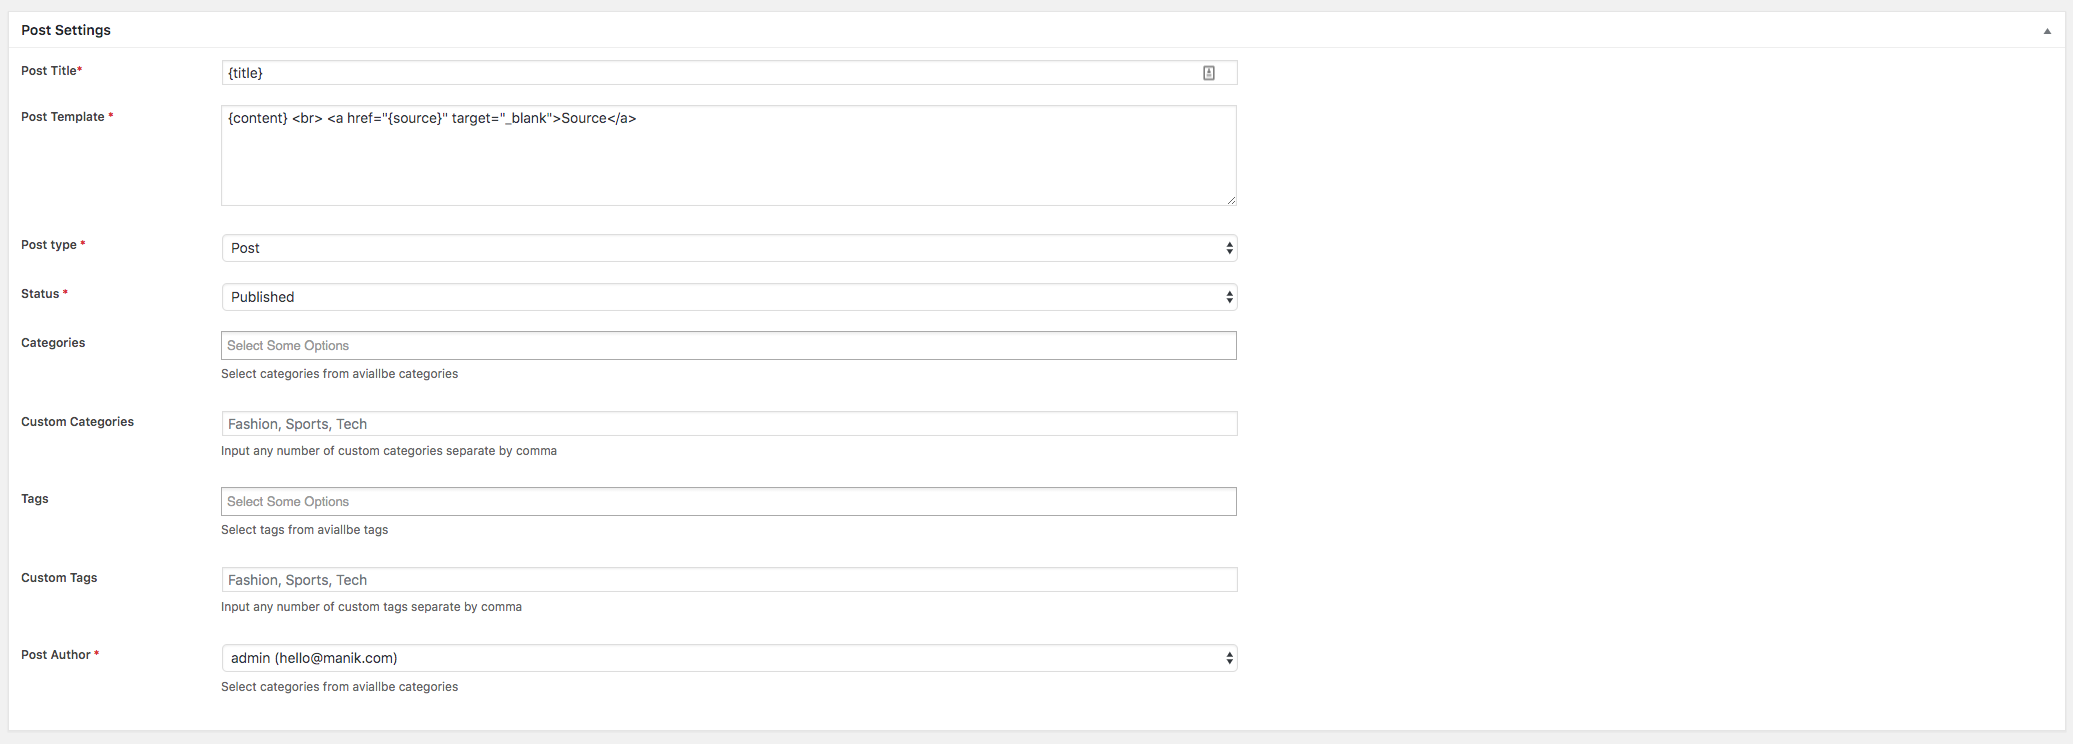 Post Settings
Post Title*
{title}
Post Template *
{content} <br> <a href="{source}" target="_blank">Source</a>
Post type *
Post
Status *
Published
Categories
Select Some Options
Select categories from aviallbe categories
Custom Categories
Fashion, Sports, Tech
Input any number of custom categories separate by comma
Tags
Select Some Options
Select tags from aviallbe tags
Custom Tags
Fashion, Sports, Tech
Input any number of custom tags separate by comma
Post Author *
admin (hello@manik.com)
Select categories from aviallbe categories